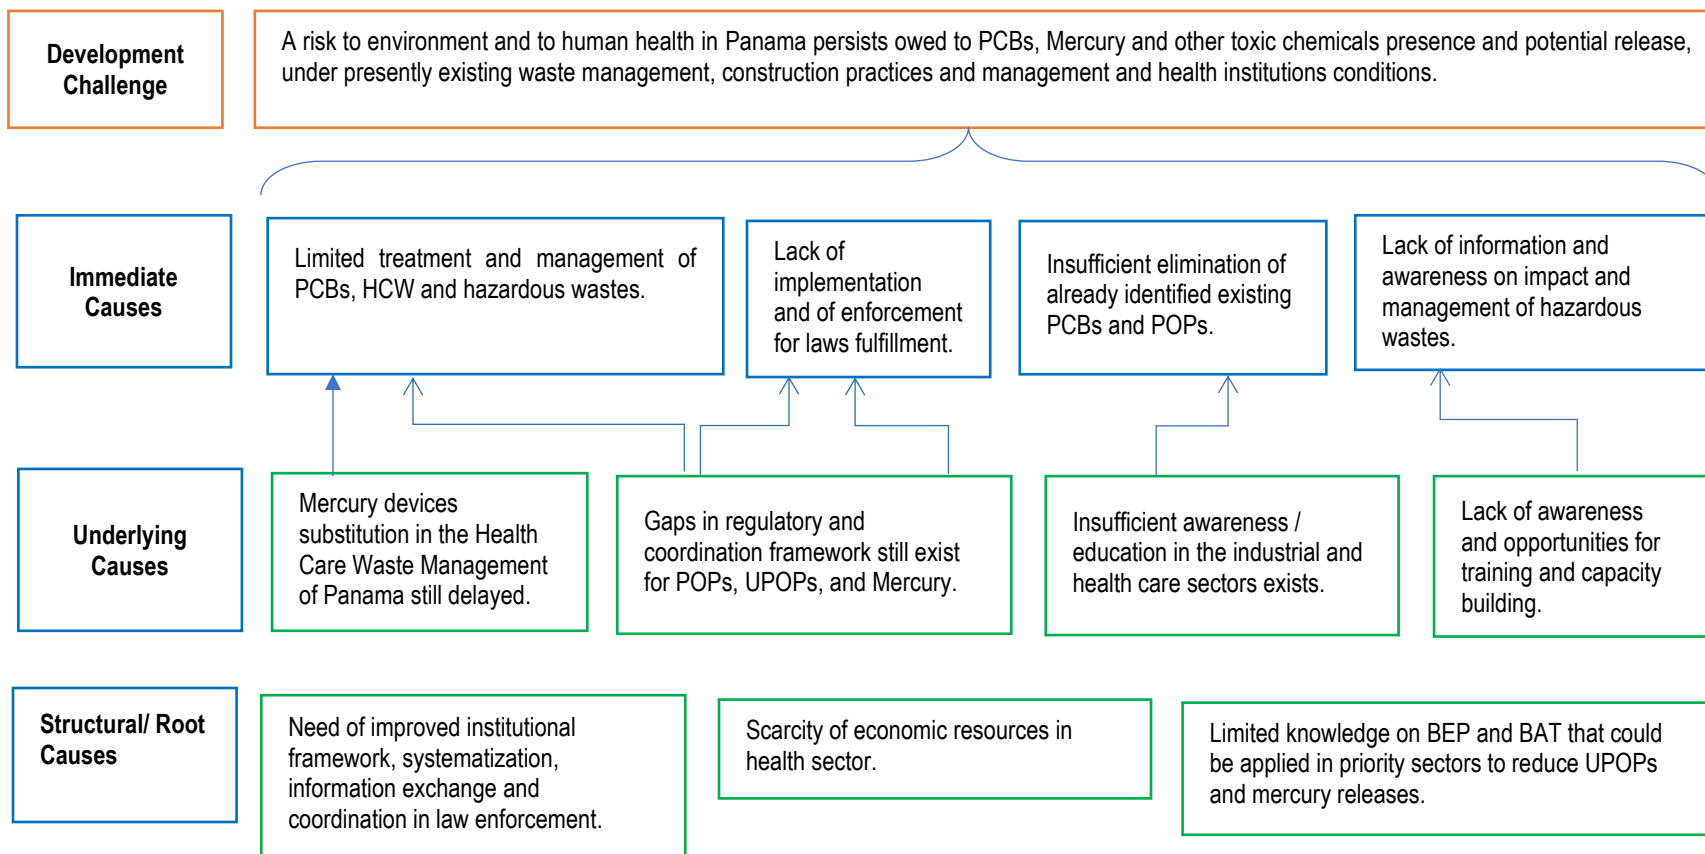 Development
Challenge
A risk to environment and to human health in Panama persists owed to PCBs, Mercury and other toxic chemicals presence and potential release,
under presently existing waste management, construction practices and management and health institutions conditions.
Immediate
Causes
Limited treatment and management of
PCBs, HCW and hazardous wastes.
Lack of
implementation
and of enforcement
for laws fulfillment.
Insufficient elimination of
already identified existing
PCBs and POPs.
Lack of information and
awareness on impact and
management of hazardous
wastes.
Underlying
Causes
Mercury devices
substitution in the Health
Care Waste Management
of Panama still delayed.
Gaps in regulatory and
coordination framework still exist
for POPs, UPOPs, and Mercury.
Insufficient awareness /
education in the industrial and
health care sectors exists.
Lack of awareness
and opportunities for
training and capacity
building.
Structural/ Root
Causes
Need of improved institutional
framework, systematization,
information exchange and
coordination in law enforcement.
Scarcity of economic resources in
health sector.
Limited knowledge on BEP and BAT that could
be applied in priority sectors to reduce UPOPs
and mercury releases.